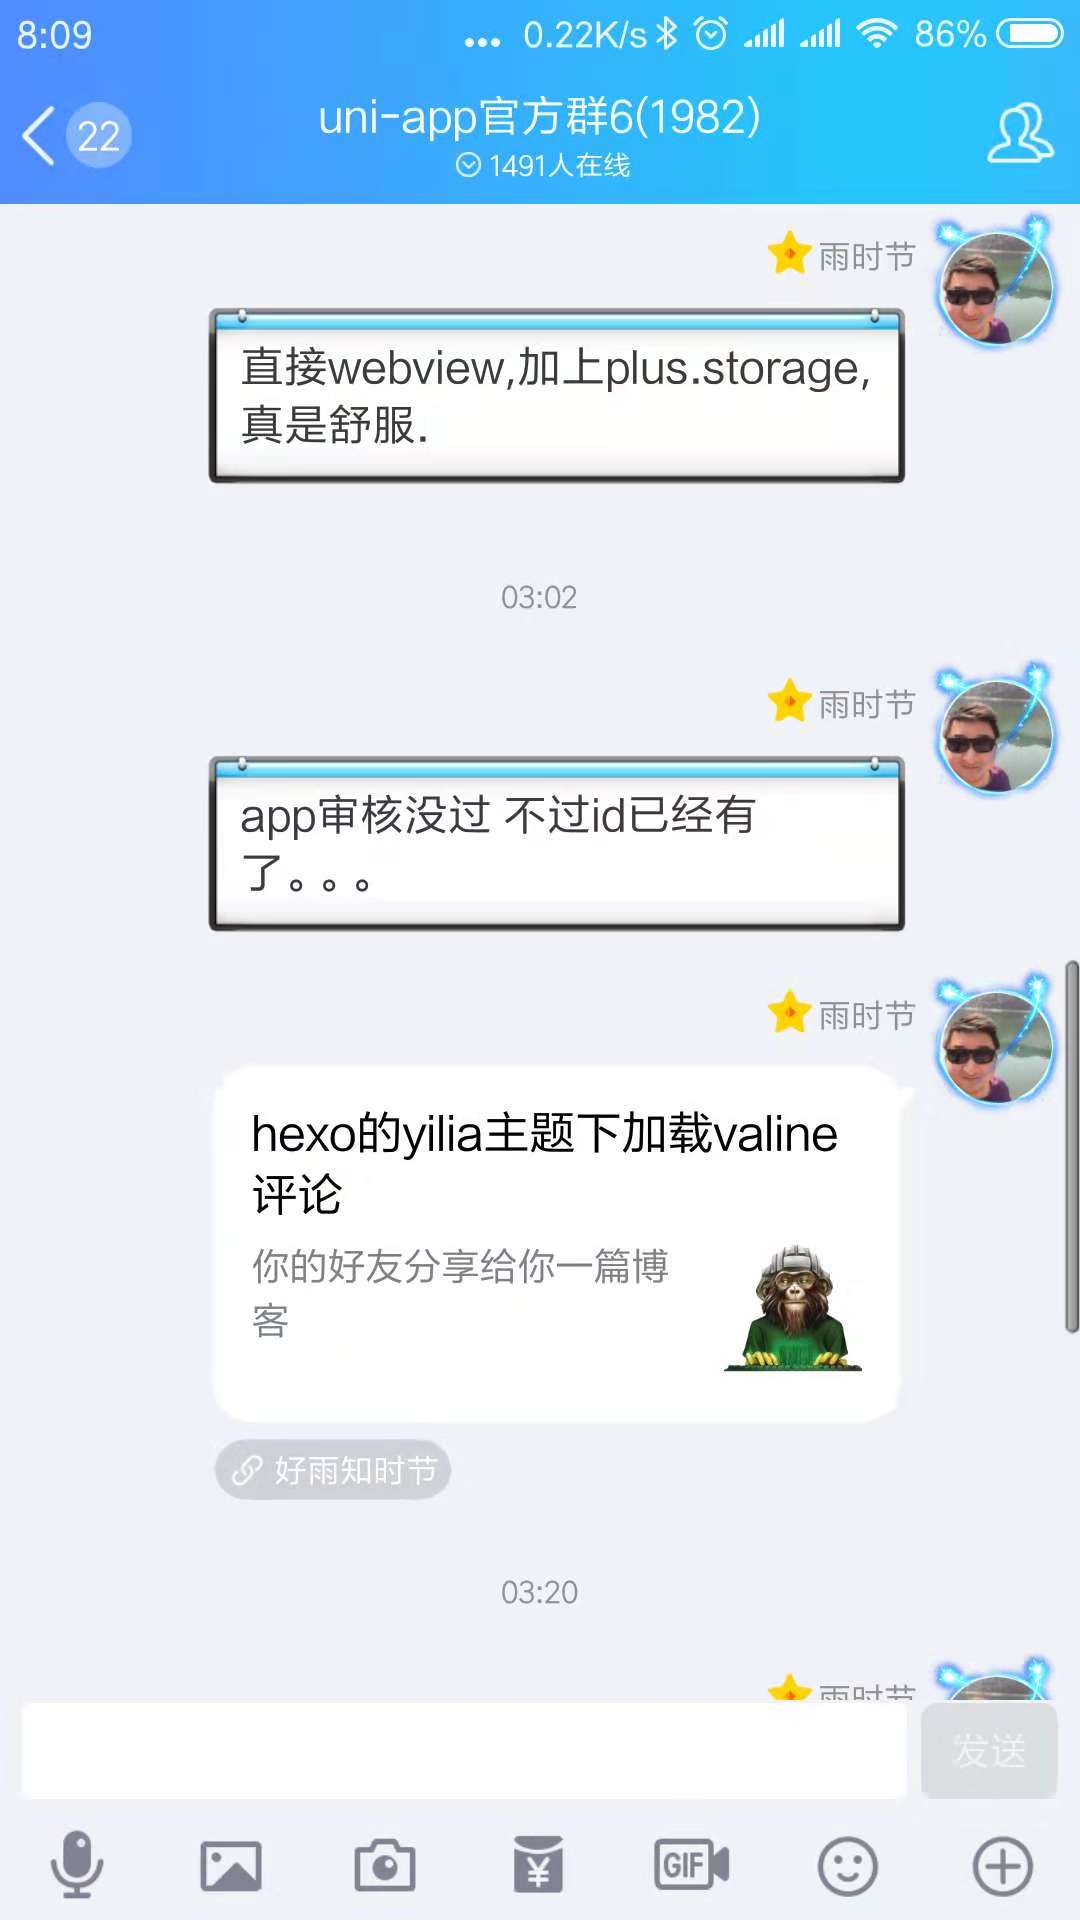 8:09
... 0.22K/s 86%
22
uni-app官方群6(1982)
1491人在线
雨时节
直接webview,加上plus.storage,
真是舒服.
03:02
雨时节
app审核没过 不过id已经有
了。。。
雨时节
hexo的yilia主题下加载valine
评论
你的好友分享给你一篇博
客
好雨知时节
03:20
雨时节
发送
GIF